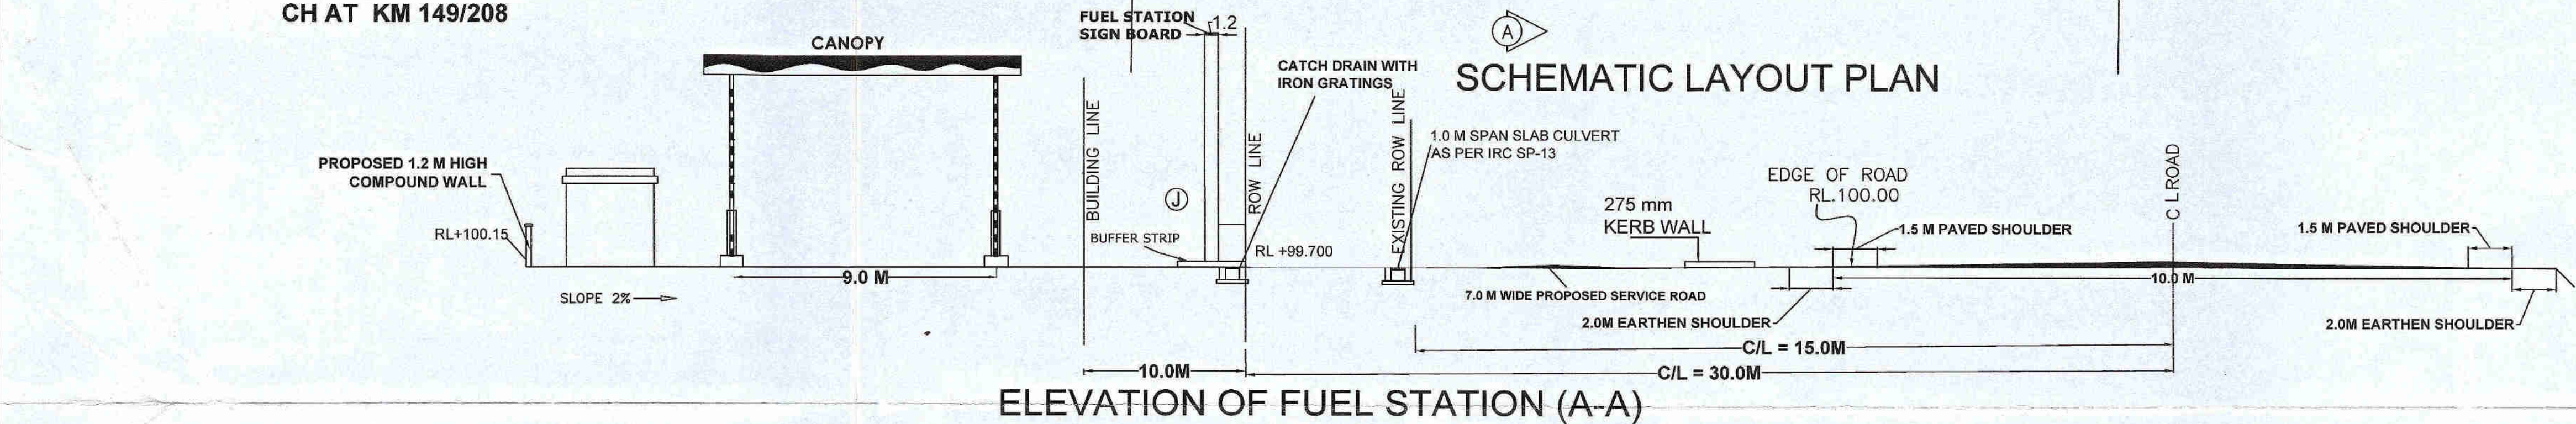 CH AT KM 149/208
CANOPY
FUEL STATION
SIGN BOARD
1.2
A
SCHEMATIC LAYOUT PLAN
CATCH DRAIN WITH
IRON GRATINGS
BUILDING LINE
ROW LINE
EXISTING ROW LINE
1.0 M SPAN SLAB CULVERT
AS PER IRC SP-13
PROPOSED 1.2 M HIGH
COMPOUND WALL
RL+100.15
J
BUFFER STRIP
RL +99.700
275 mm
KERB WALL
EDGE OF ROAD
RL.100.00
1.5 M PAVED SHOULDER
C L ROAD
1.5 M PAVED SHOULDER
9.0 M
SLOPE 2%
7.0 M WIDE PROPOSED SERVICE ROAD
10.0 M
2.0M EARTHEN SHOULDER
2.0M EARTHEN SHOULDER
C/L = 15.0M
10.0M
C/L = 30.0M
ELEVATION OF FUEL STATION (A-A)